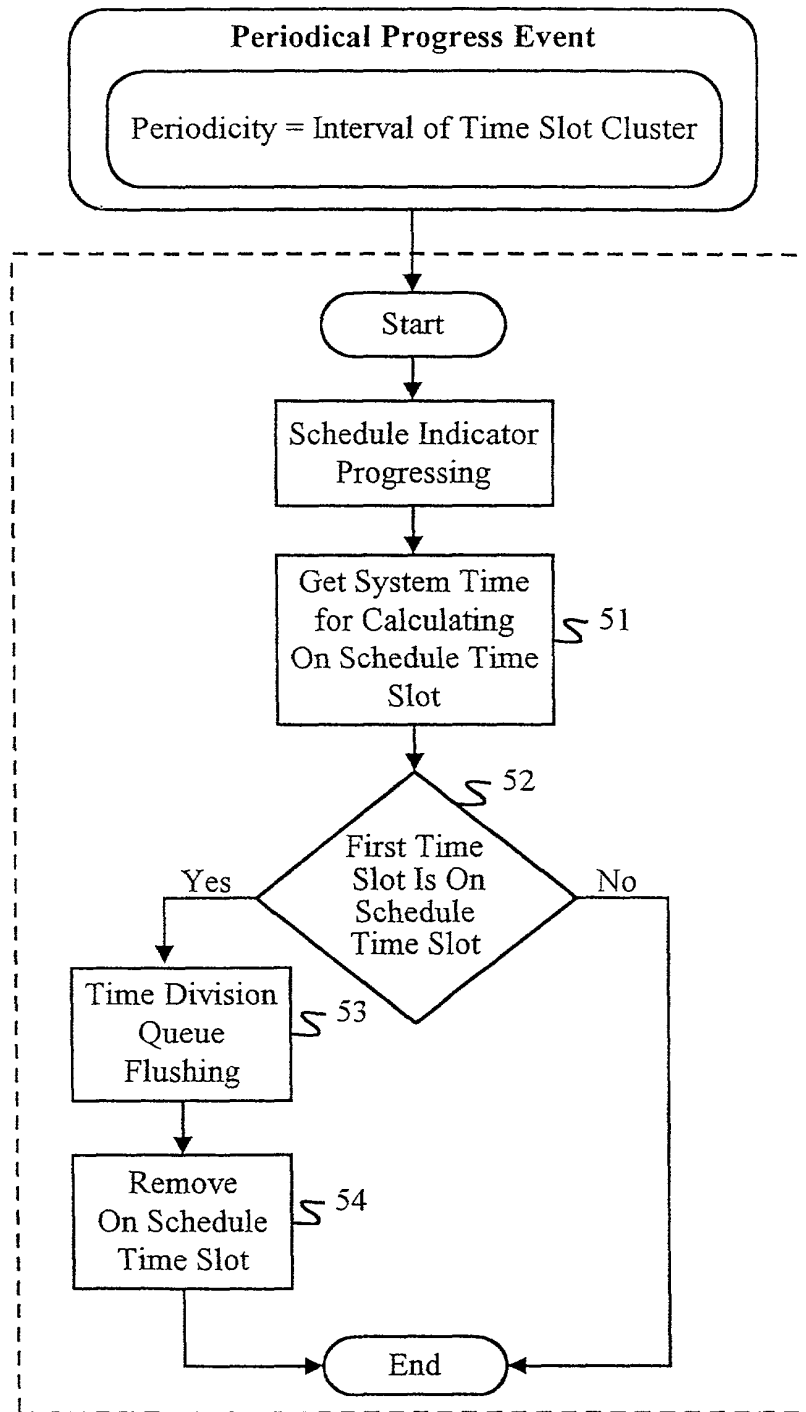 Periodical Progress Event
Periodicity = Interval of Time Slot Cluster
Start
Schedule Indicator
Progressing
Get System Time
for Calculating
On Schedule Time
Slot
51
52
First Time
Slot Is On
Schedule
Time Slot
Yes
No
Time Division
Queue
Flushing
53
Remove
On Schedule
Time Slot
54
End